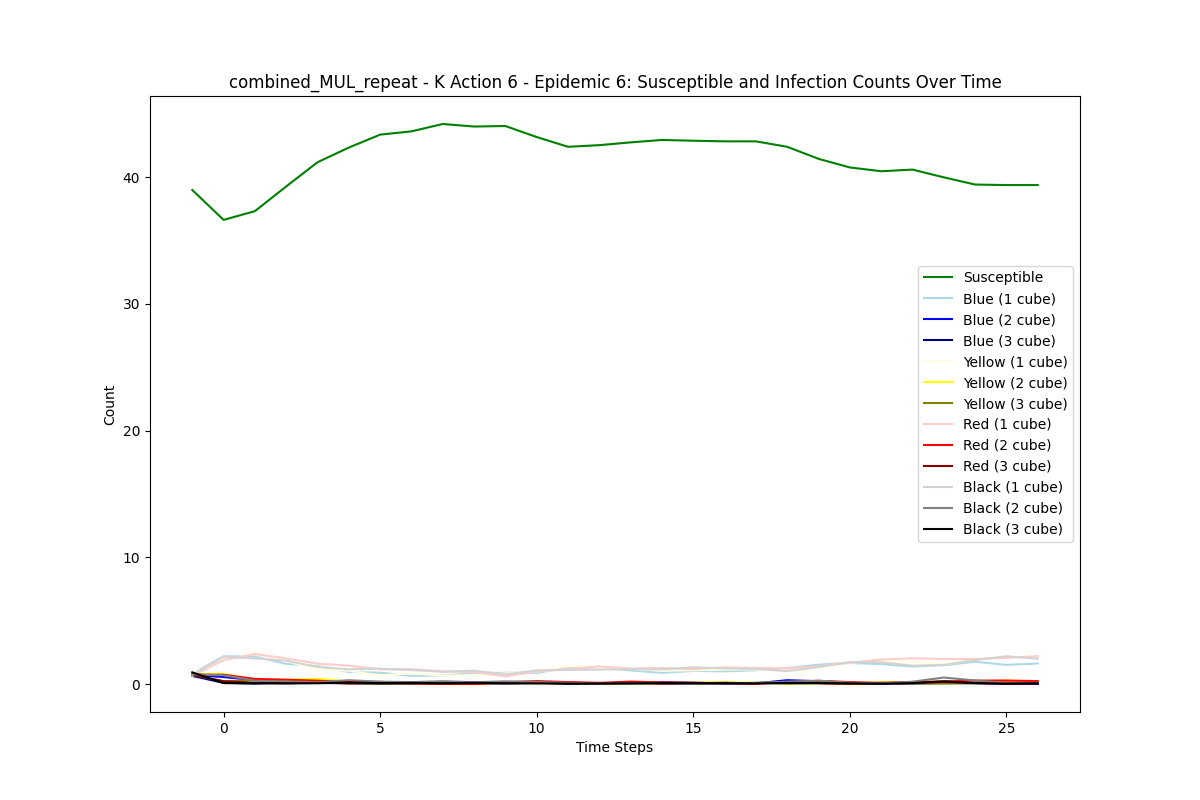 combined_MUL_repeat - K Action 6 - Epidemic 6: Susceptible and Infection Counts Over Time
Count
40
30
20
10
0
Susceptible
Blue (1 cube)
Blue (2 cube)
Blue (3 cube)
Yellow (1 cube)
Yellow (2 cube)
Yellow (3 cube)
Red (1 cube)
Red (2 cube)
Red (3 cube)
Black (1 cube)
Black (2 cube)
Black (3 cube)
0 5 10 15 20 25
Time Steps